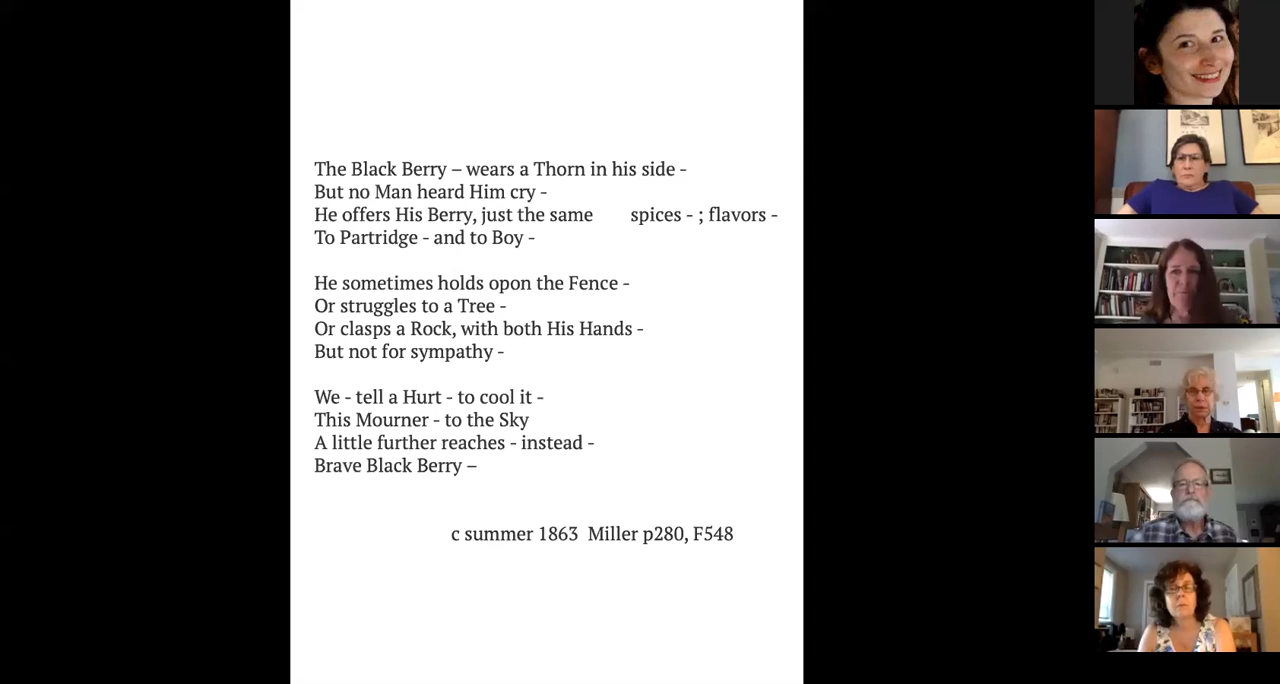 The Black Berry – wears a Thorn in his side -
But no Man heard Him cry -
He offers His Berry, just the same spices - ; flavors -
To Partridge - and to Boy -
He sometimes holds opon the Fence -
Or struggles to a Tree -
Or clasps a Rock, with both His Hands -
But not for sympathy -
We - tell a Hurt - to cool it -
This Mourner - to the Sky
A little further reaches - instead -
Brave Black Berry –
c summer 1863 Miller p280, F548